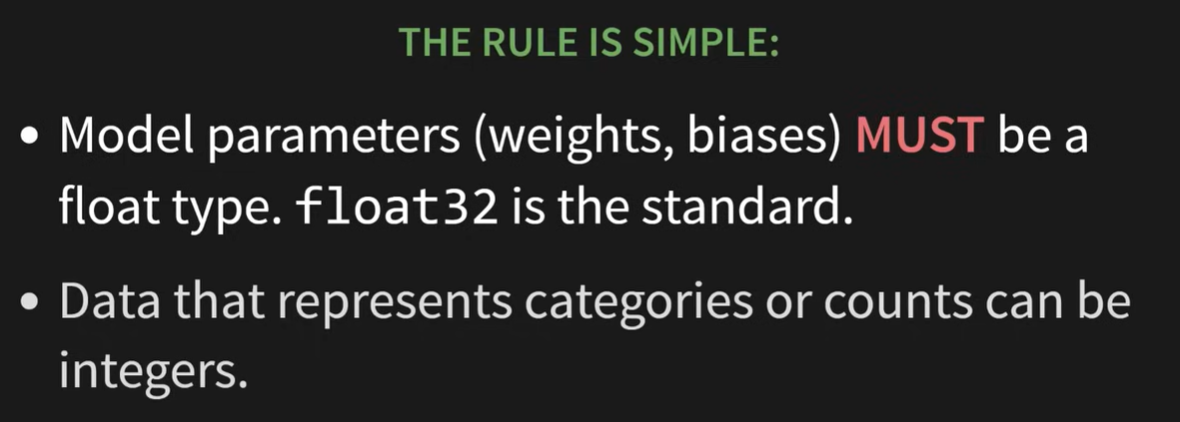 THE RULE IS SIMPLE:
• Model parameters (weights, biases) MUST be a
float type. float32 is the standard.
• Data that represents categories or counts can be
integers.